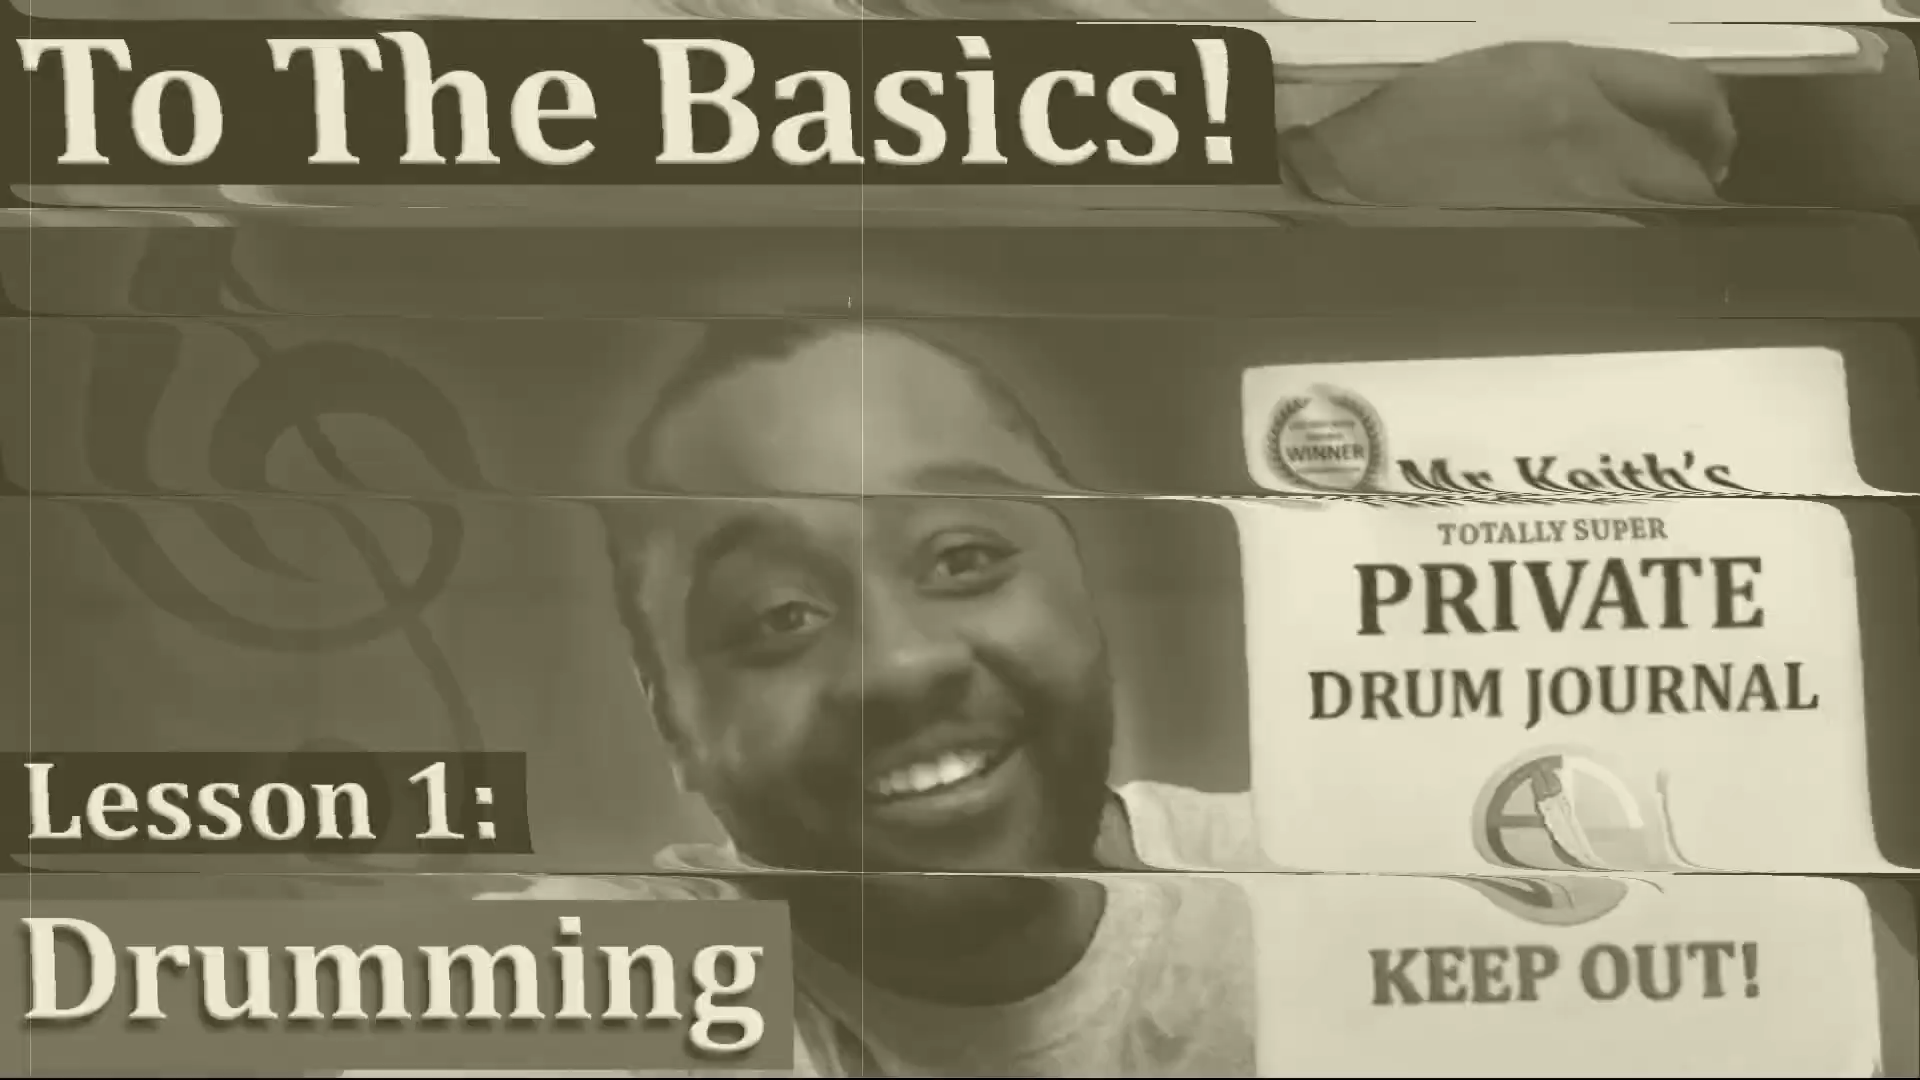 To The Basics!
WINNER
Mr Keith's
TOTALLY SUPER
PRIVATE
DRUM JOURNAL
KEEP OUT!
Lesson 1:
Drumming